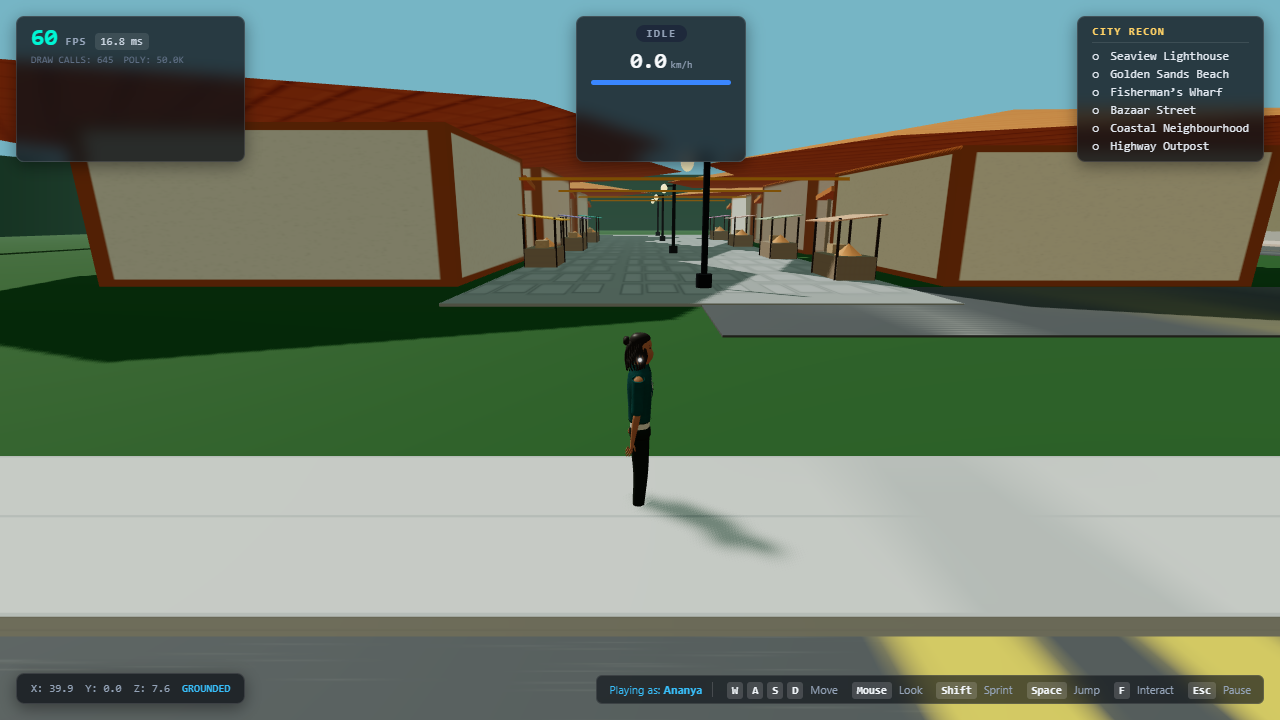 60 FPS 16.8 ms
DRAW CALLS: 645 POLY: 50.0K
IDLE
0.0 km/h
CITY RECON
Seaview Lighthouse
Golden Sands Beach
Fisherman's Wharf
Bazaar Street
Coastal Neighbourhood
Highway Outpost
X: 39.9 Y: 0.0 Z: 7.6 GROUNDED
Playing as: Ananya W A S D Move Mouse Look Shift Sprint Space Jump F Interact Esc Pause